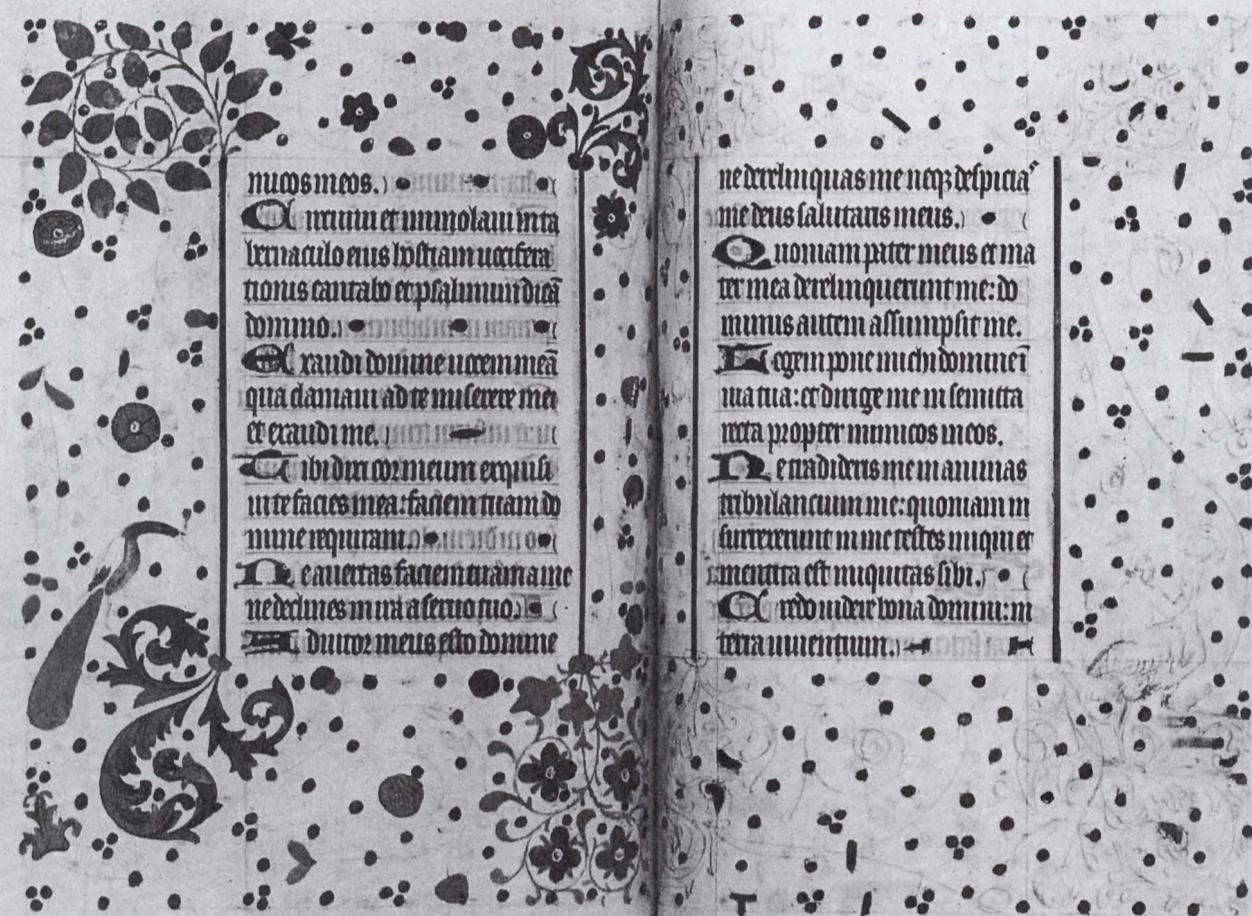 nucos meos.
Circuiui et immolaui in ta
bernaculo eius hostiam uocifera
tionis cantabo et psalmum dicā
domino.
Exaudi domine uocem meā
qua clamaui ad te miserere mei
et exaudi me.
Tibi dixi cor meum exquisi
uit te facies mea: faciem tuam do
mine requiram.
Ne auertas faciem tuam a me
ne declines in ira a seruo tuo.
Adiutor meus esto domine
ne derelinquas me neqꝫ despicias
me deus salutaris meus.
Quoniam pater meus et ma
ter mea derelinquerunt me: do
minus autem assumpsit me.
Legem pone michi domine ī
uia tua: et dirige me in semitta
recta propter inimicos meos.
Ne tradideris me in animas
tribulancium me: quoniam in
surrexerunt in me testes iniqui et
mentita est iniquitas sibi.
Credo uidere bona domini: in
terra uiuentium.